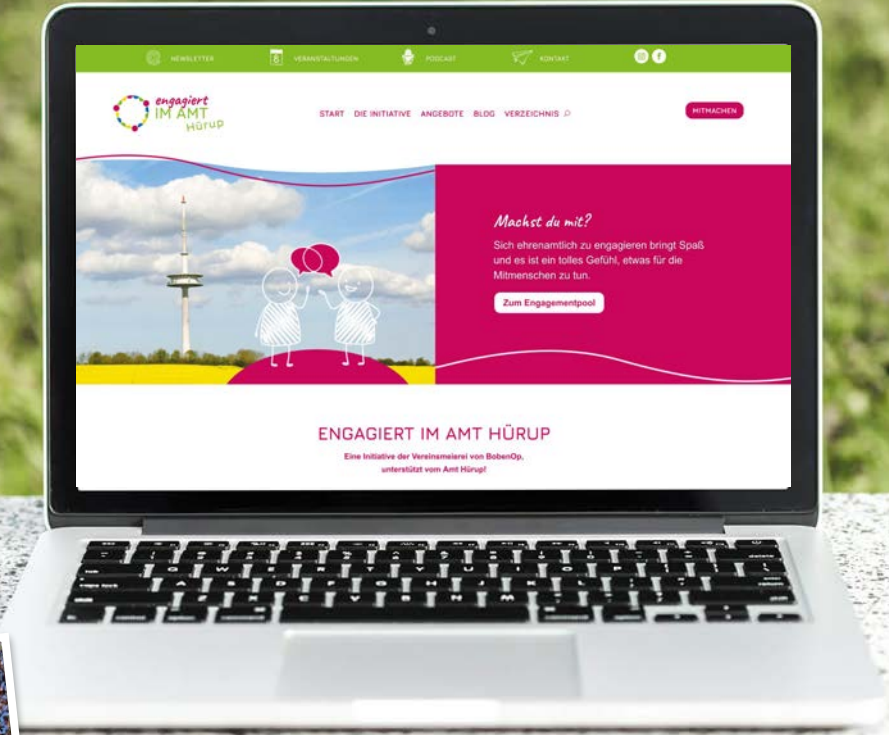 NEWSLETTER
8 VERANSTALTUNGEN
PODCAST
KONTAKT
engagiert
IM AMT
Hürup
START DIE INITIATIVE ANGEBOTE BLOG VERZEICHNIS
MITMACHEN
Machst du mit?
Sich ehrenamtlich zu engagieren bringt Spaß
und es ist ein tolles Gefühl, etwas für die
Mitmenschen zu tun.
Zum Engagementpool
ENGAGIERT IM AMT HÜRUP
Eine Initiative der Vereinsmeierei von BobenOp,
unterstützt vom Amt Hürup!